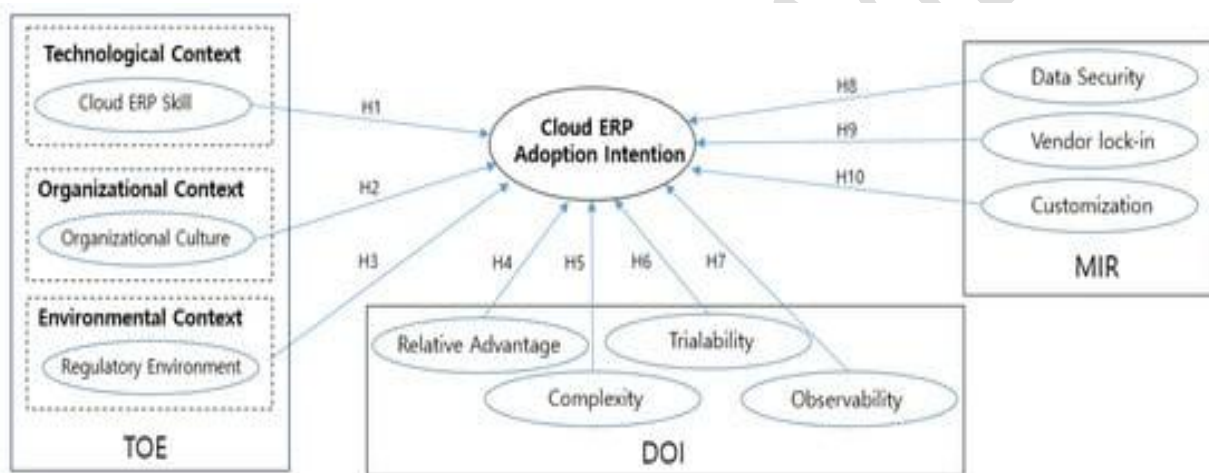 Technological Context
Cloud ERP Skill
Organizational Context
Organizational Culture
Environmental Context
Regulatory Environment
TOE
H1
H2
H3
Cloud ERP
Adoption Intention
H4
H5
H6
H7
Relative Advantage
Trialability
Complexity
Observability
DOI
H8
H9
H10
Data Security
Vendor lock-in
Customization
MIR